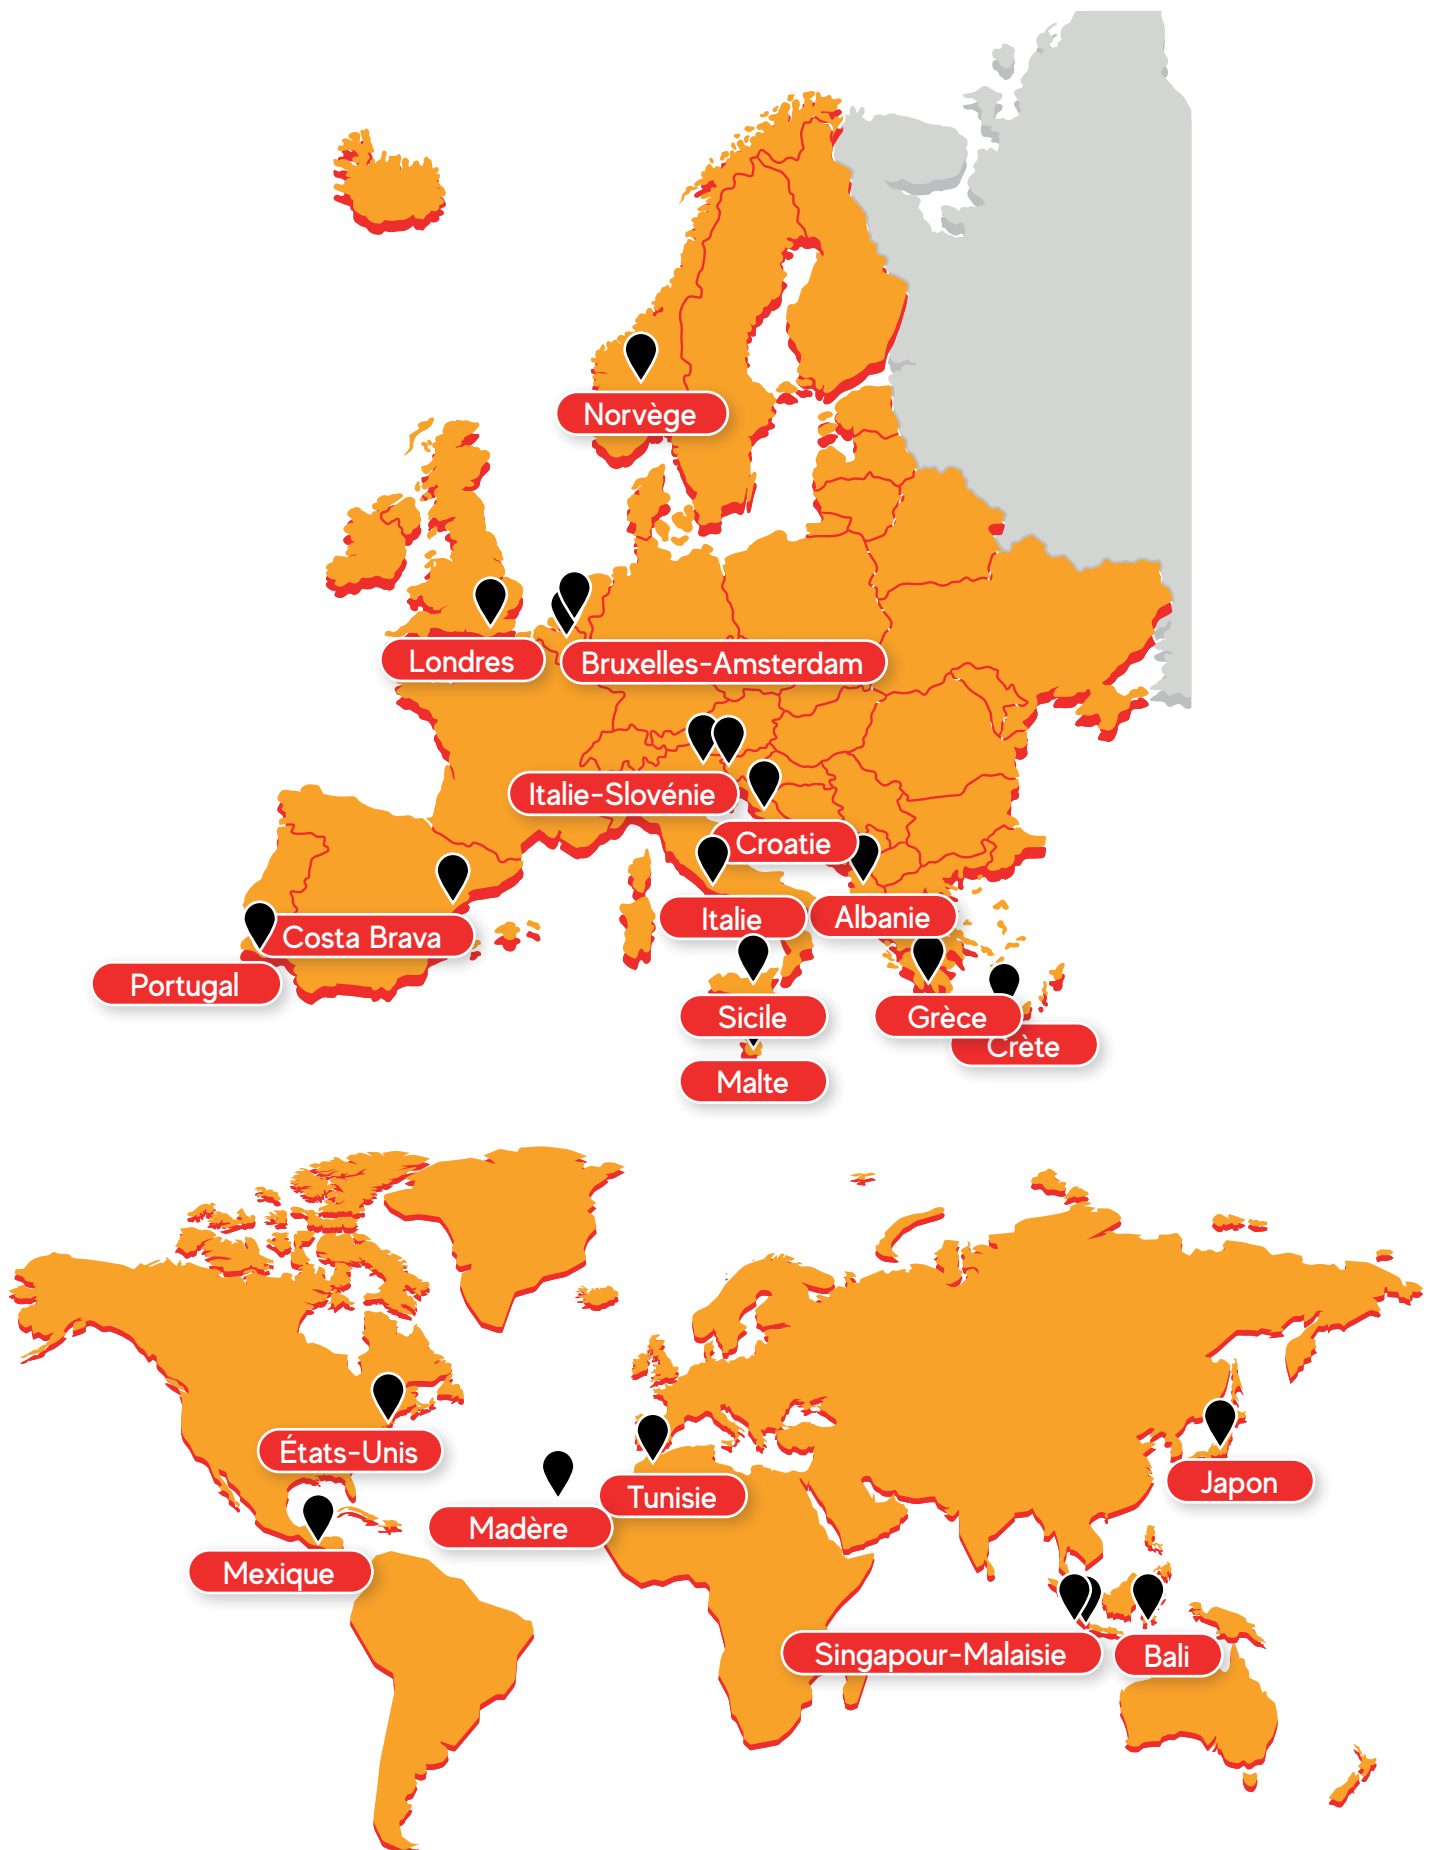 Norvège
Londres
Bruxelles-Amsterdam
Italie-Slovénie
Croatie
Italie
Albanie
Costa Brava
Portugal
Sicile
Grèce
Crète
Malte
États-Unis
Japon
Tunisie
Madère
Mexique
Singapour-Malaisie
Bali